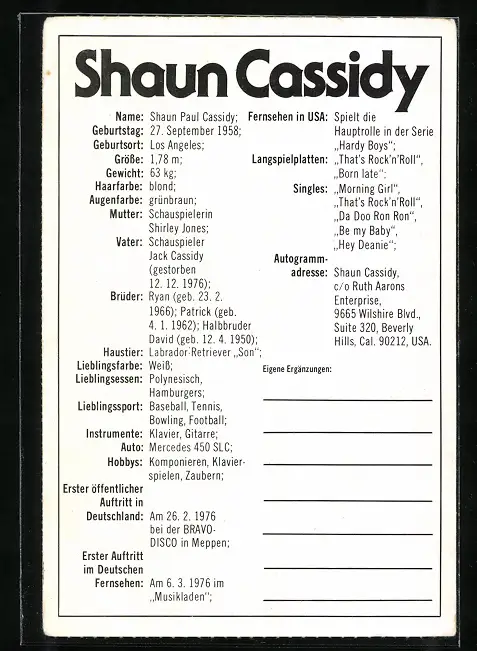 Shaun Cassidy
Name: Shaun Paul Cassidy;
Geburtstag: 27. September 1958;
Geburtsort: Los Angeles;
Größe: 1,78 m;
Gewicht: 63 kg;
Haarfarbe: blond;
Augenfarbe: grünbraun;
Mutter: Schauspielerin
Shirley Jones;
Vater: Schauspieler
Jack Cassidy
(gestorben
12. 12. 1976);
Brüder: Ryan (geb. 23. 2.
1966); Patrick (geb.
4. 1. 1962); Halbbruder
David (geb. 12. 4. 1950);
Haustier: Labrador-Retriever „Son";
Lieblingsfarbe: Weiß;
Lieblingsessen: Polynesisch,
Hamburgers;
Lieblingssport: Baseball, Tennis,
Bowling, Football;
Instrumente: Klavier, Gitarre;
Auto: Mercedes 450 SLC;
Hobbys: Komponieren, Klavier-
spielen, Zaubern;
Erster öffentlicher
Auftritt in
Deutschland: Am 26. 2. 1976
bei der BRAVO-
DISCO in Meppen;
Erster Auftritt
im Deutschen
Fernsehen: Am 6. 3. 1976 im
„Musikladen";
Fernsehen in USA: Spielt die
Hauptrolle in der Serie
„Hardy Boys";
Langspielplatten: „That's Rock'n'Roll",
„Born late":
Singles: „Morning Girl",
„That's Rock'n'Roll",
„Da Doo Ron Ron",
„Be my Baby",
„Hey Deanie";
Autogramm-
adresse: Shaun Cassidy,
c/o Ruth Aarons
Enterprise,
9665 Wilshire Blvd.,
Suite 320, Beverly
Hills, Cal. 90212, USA.
Eigene Ergänzungen: